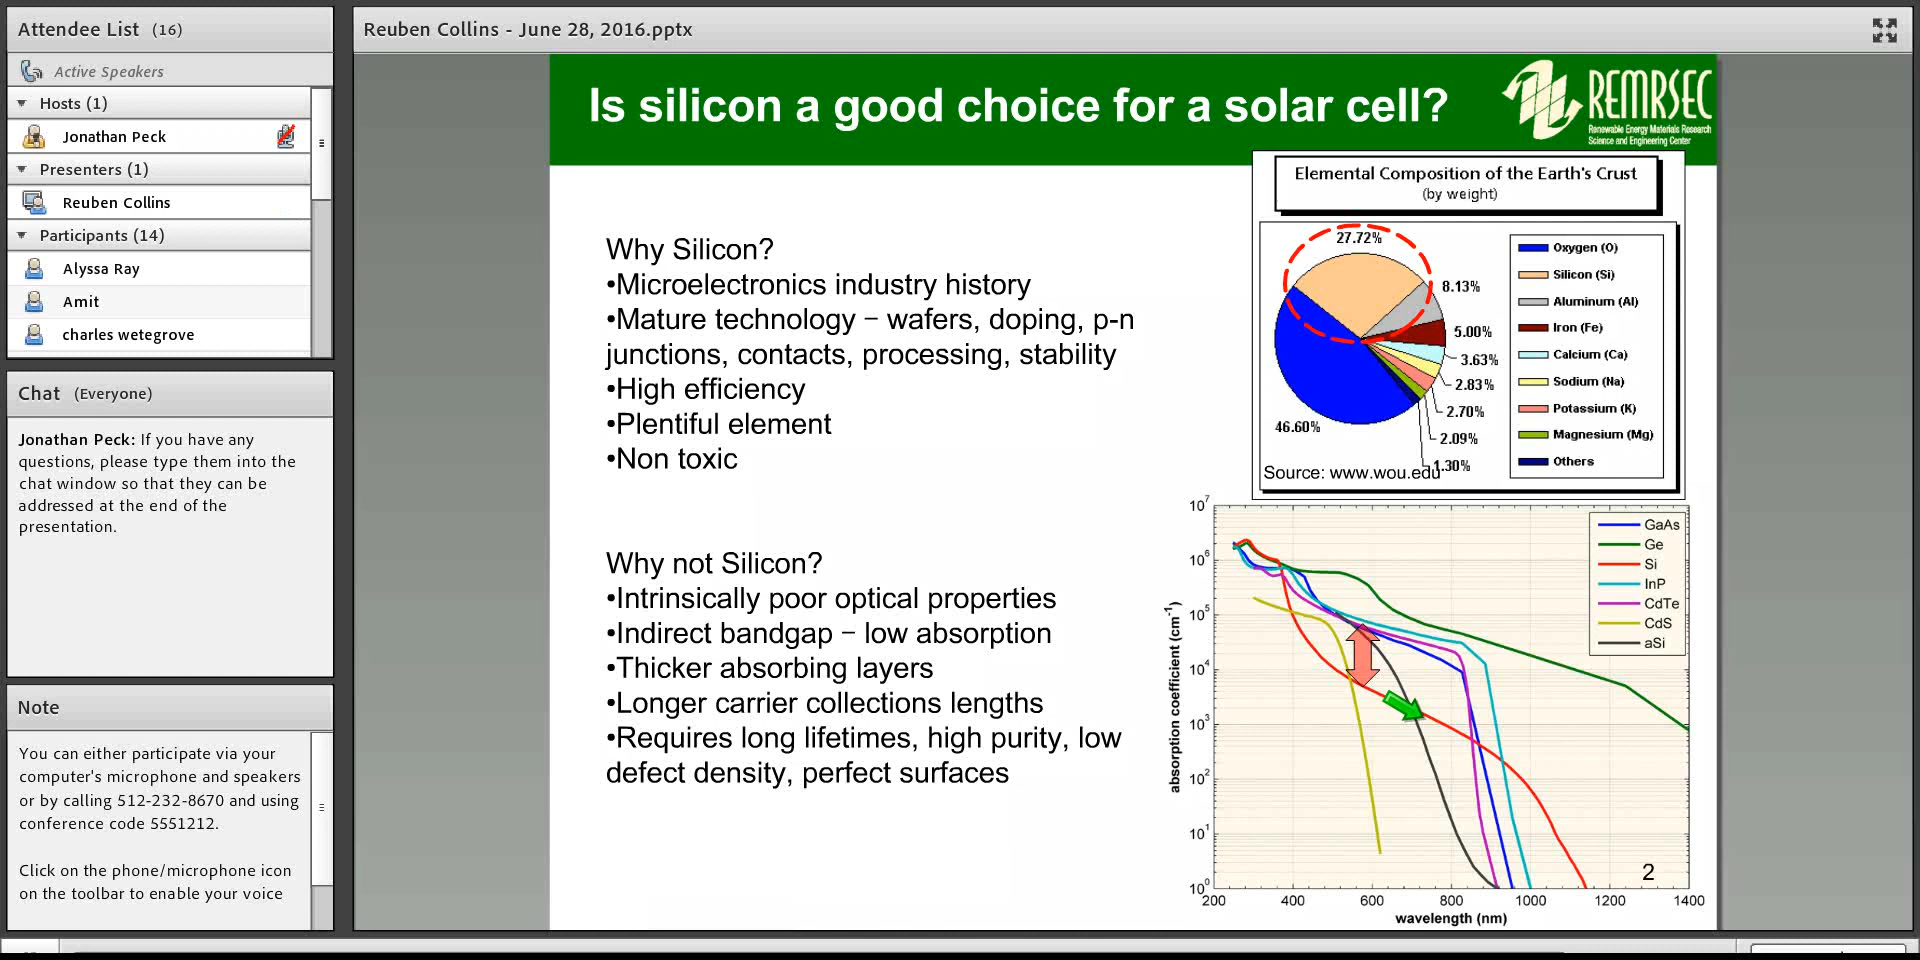 Attendee List (16)
Active Speakers
Hosts (1)
Jonathan Peck
Presenters (1)
Reuben Collins
Participants (14)
Alyssa Ray
Amit
charles wetegrove
Chat (Everyone)
Jonathan Peck: If you have any
questions, please type them into the
chat window so that they can be
addressed at the end of the
presentation.
Note
You can either participate via your
computer's microphone and speakers
or by calling 512-232-8670 and using
conference code 5551212.
Click on the phone/microphone icon
on the toolbar to enable your voice
Reuben Collins - June 28, 2016.pptx
Is silicon a good choice for a solar cell?
REMRSEC
Renewable Energy Materials Research
Science and Engineering Center
Why Silicon?
•Microelectronics industry history
•Mature technology – wafers, doping, p-n
junctions, contacts, processing, stability
•High efficiency
•Plentiful element
•Non toxic
Why not Silicon?
•Intrinsically poor optical properties
•Indirect bandgap – low absorption
•Thicker absorbing layers
•Longer carrier collections lengths
•Requires long lifetimes, high purity, low
defect density, perfect surfaces
Elemental Composition of the Earth's Crust
(by weight)
27.72%
8.13%
5.00%
3.63%
2.83%
2.70%
2.09%
1.30%
46.60%
Oxygen (O)
Silicon (Si)
Aluminum (Al)
Iron (Fe)
Calcium (Ca)
Sodium (Na)
Potassium (K)
Magnesium (Mg)
Others
Source: www.wou.edu
absorption coefficient (cm⁻¹)
10⁷
10⁶
10⁵
10⁴
10³
10²
10¹
10⁰
GaAs
Ge
Si
InP
CdTe
CdS
aSi
2
200 400 600 800 1000 1200 1400
wavelength (nm)